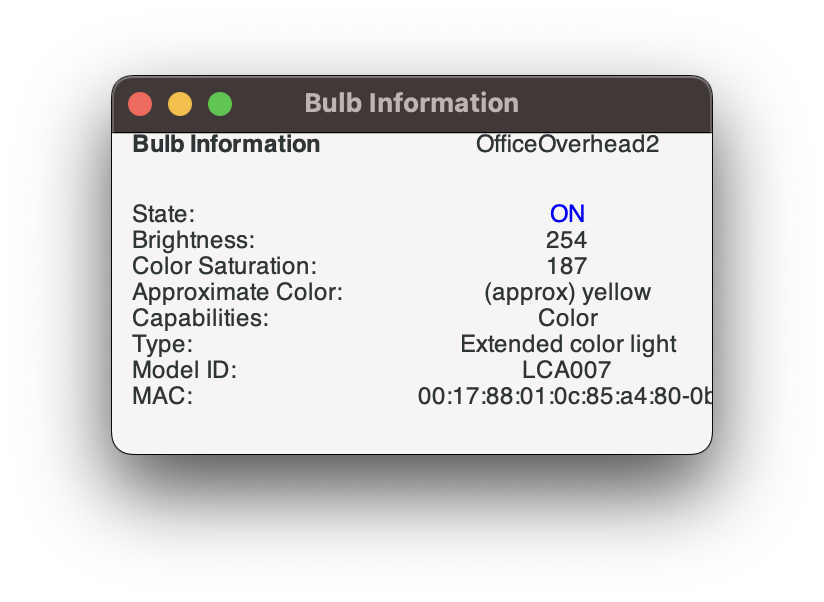 Bulb Information
Bulb Information OfficeOverhead2
State: ON
Brightness: 254
Color Saturation: 187
Approximate Color: (approx) yellow
Capabilities: Color
Type: Extended color light
Model ID: LCA007
MAC: 00:17:88:01:0c:85:a4:80-0b